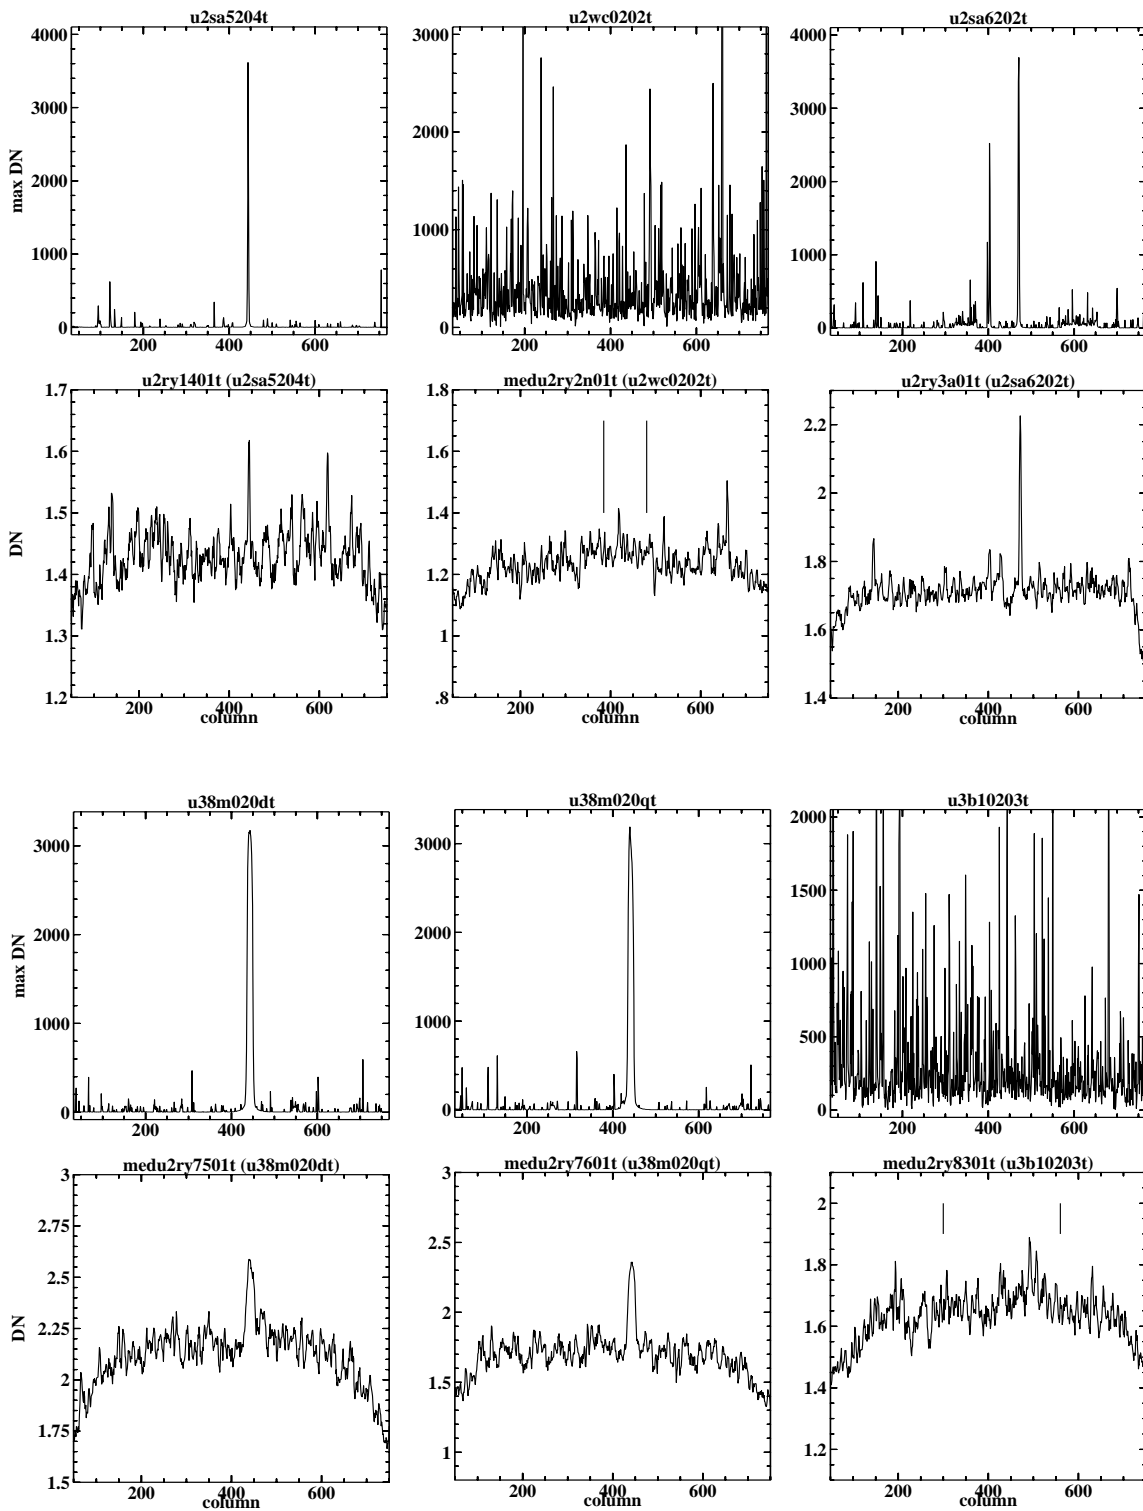 u2sa5204t u2wc0202t u2sa6202t
4000 3000 4000
3000 3000
2000
max DN 2000 2000
1000
1000 1000
0 0 0
200 400 600 200 400 600 200 400 600
u2ry1401t (u2sa5204t) medu2ry2n01t (u2wc0202t) u2ry3a01t (u2sa6202t)
1.7 1.8
1.6 1.6 2.2
1.5 1.4 2
DN
1.4 1.2 1.8
1.3 1 1.6
1.2 .8 1.4
200 400 600 200 400 600 200 400 600
column column column
u38m020dt u38m020qt u3b10203t
3000 3000 2000
1500
max DN 2000 2000
1000
1000 1000
500
0 0 0
200 400 600 200 400 600 200 400 600
medu2ry7501t (u38m020dt) medu2ry7601t (u38m020qt) medu2ry8301t (u3b10203t)
3 3
2.75 2.5 2
2.5 1.8
DN 2.25 2
1.6
2 1.5
1.4
1.75
1 1.2
1.5
200 400 600 200 400 600 200 400 600
column column column